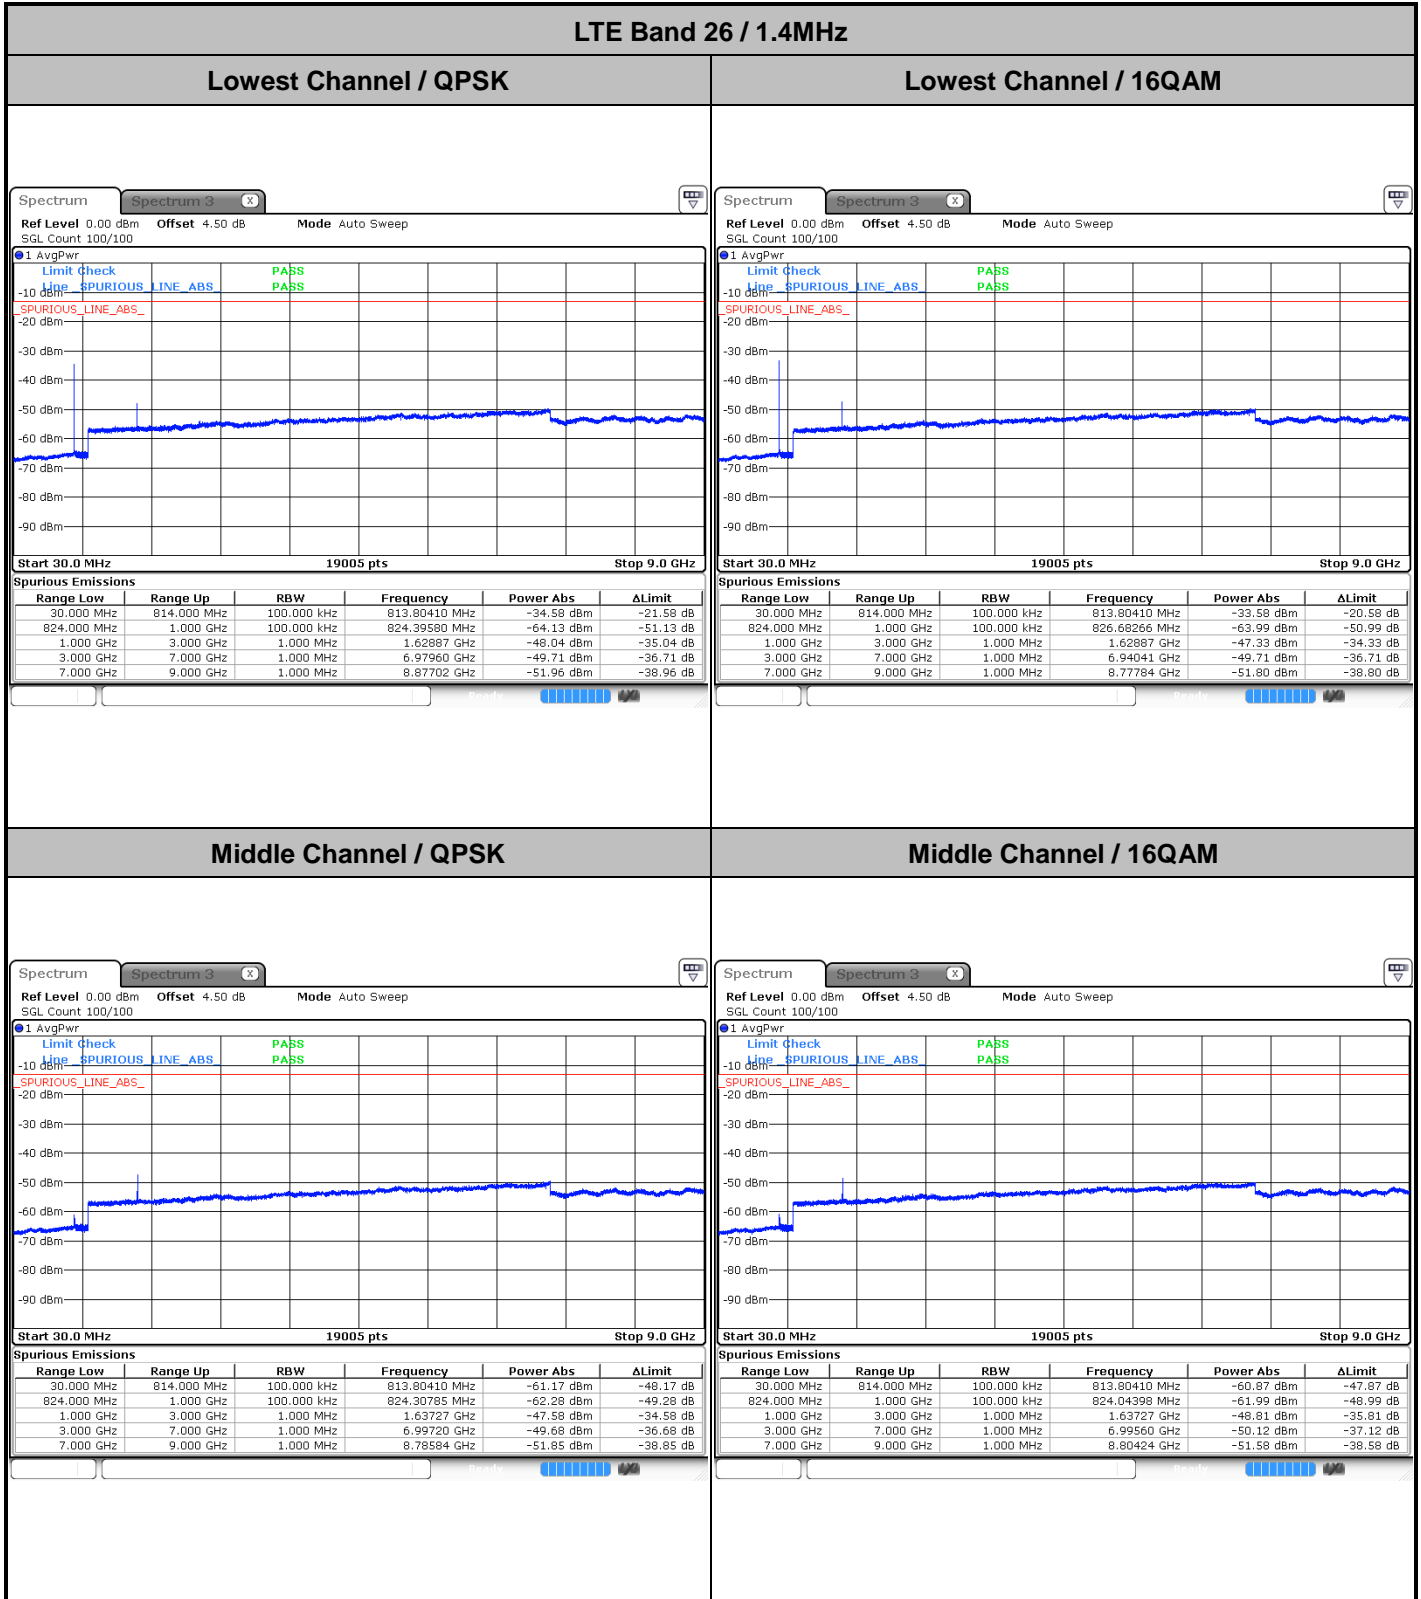 LTE Band 26 / 1.4MHz
Lowest Channel / QPSK
Spectrum Spectrum 3 X
Ref Level 0.00 dBm Offset 4.50 dB Mode Auto Sweep
SGL Count 100/100
1 AvgPwr
Limit Check PASS
Line _SPURIOUS_LINE_ABS_ PASS
-10 dBm
_SPURIOUS_LINE_ABS_
-20 dBm
-30 dBm
-40 dBm
-50 dBm
-60 dBm
-70 dBm
-80 dBm
-90 dBm
Start 30.0 MHz 19005 pts Stop 9.0 GHz
Spurious Emissions
Range Low Range Up RBW Frequency Power Abs ΔLimit
30.000 MHz 814.000 MHz 100.000 kHz 813.80410 MHz -34.58 dBm -21.58 dB
824.000 MHz 1.000 GHz 100.000 kHz 824.39580 MHz -64.13 dBm -51.13 dB
1.000 GHz 3.000 GHz 1.000 MHz 1.62887 GHz -48.04 dBm -35.04 dB
3.000 GHz 7.000 GHz 1.000 MHz 6.97960 GHz -49.71 dBm -36.71 dB
7.000 GHz 9.000 GHz 1.000 MHz 8.87702 GHz -51.96 dBm -38.96 dB
Ready
Lowest Channel / 16QAM
Spectrum Spectrum 3 X
Ref Level 0.00 dBm Offset 4.50 dB Mode Auto Sweep
SGL Count 100/100
1 AvgPwr
Limit Check PASS
Line _SPURIOUS_LINE_ABS_ PASS
-10 dBm
_SPURIOUS_LINE_ABS_
-20 dBm
-30 dBm
-40 dBm
-50 dBm
-60 dBm
-70 dBm
-80 dBm
-90 dBm
Start 30.0 MHz 19005 pts Stop 9.0 GHz
Spurious Emissions
Range Low Range Up RBW Frequency Power Abs ΔLimit
30.000 MHz 814.000 MHz 100.000 kHz 813.80410 MHz -33.58 dBm -20.58 dB
824.000 MHz 1.000 GHz 100.000 kHz 826.68266 MHz -63.99 dBm -50.99 dB
1.000 GHz 3.000 GHz 1.000 MHz 1.62887 GHz -47.33 dBm -34.33 dB
3.000 GHz 7.000 GHz 1.000 MHz 6.94041 GHz -49.71 dBm -36.71 dB
7.000 GHz 9.000 GHz 1.000 MHz 8.77784 GHz -51.80 dBm -38.80 dB
Ready
Middle Channel / QPSK
Spectrum Spectrum 3 X
Ref Level 0.00 dBm Offset 4.50 dB Mode Auto Sweep
SGL Count 100/100
1 AvgPwr
Limit Check PASS
Line _SPURIOUS_LINE_ABS_ PASS
-10 dBm
_SPURIOUS_LINE_ABS_
-20 dBm
-30 dBm
-40 dBm
-50 dBm
-60 dBm
-70 dBm
-80 dBm
-90 dBm
Start 30.0 MHz 19005 pts Stop 9.0 GHz
Spurious Emissions
Range Low Range Up RBW Frequency Power Abs ΔLimit
30.000 MHz 814.000 MHz 100.000 kHz 813.80410 MHz -61.17 dBm -48.17 dB
824.000 MHz 1.000 GHz 100.000 kHz 824.30785 MHz -62.28 dBm -49.28 dB
1.000 GHz 3.000 GHz 1.000 MHz 1.63727 GHz -47.58 dBm -34.58 dB
3.000 GHz 7.000 GHz 1.000 MHz 6.99720 GHz -49.68 dBm -36.68 dB
7.000 GHz 9.000 GHz 1.000 MHz 8.78584 GHz -51.85 dBm -38.85 dB
Ready
Middle Channel / 16QAM
Spectrum Spectrum 3 X
Ref Level 0.00 dBm Offset 4.50 dB Mode Auto Sweep
SGL Count 100/100
1 AvgPwr
Limit Check PASS
Line _SPURIOUS_LINE_ABS_ PASS
-10 dBm
_SPURIOUS_LINE_ABS_
-20 dBm
-30 dBm
-40 dBm
-50 dBm
-60 dBm
-70 dBm
-80 dBm
-90 dBm
Start 30.0 MHz 19005 pts Stop 9.0 GHz
Spurious Emissions
Range Low Range Up RBW Frequency Power Abs ΔLimit
30.000 MHz 814.000 MHz 100.000 kHz 813.80410 MHz -60.87 dBm -47.87 dB
824.000 MHz 1.000 GHz 100.000 kHz 824.04398 MHz -61.99 dBm -48.99 dB
1.000 GHz 3.000 GHz 1.000 MHz 1.63727 GHz -48.81 dBm -35.81 dB
3.000 GHz 7.000 GHz 1.000 MHz 6.99560 GHz -50.12 dBm -37.12 dB
7.000 GHz 9.000 GHz 1.000 MHz 8.80424 GHz -51.58 dBm -38.58 dB
Ready